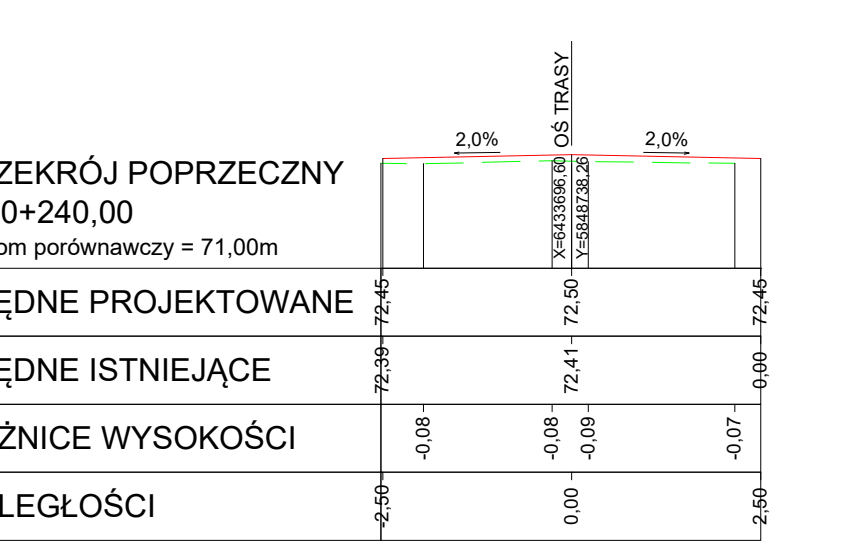 OŚ TRASY
2,0%
2,0%
X=6433696,60
Y=5848738,26
ZEKRÓJ POPRZECZNY
0+240,00
om porównawczy = 71,00m
ĘDNE PROJEKTOWANE
72,45
72,50
72,45
ĘDNE ISTNIEJĄCE
72,39
72,41
0,00
ŻNICE WYSOKOŚCI
-0,08
-0,08
-0,09
-0,07
LEGŁOŚCI
-2,50
0,00
2,50